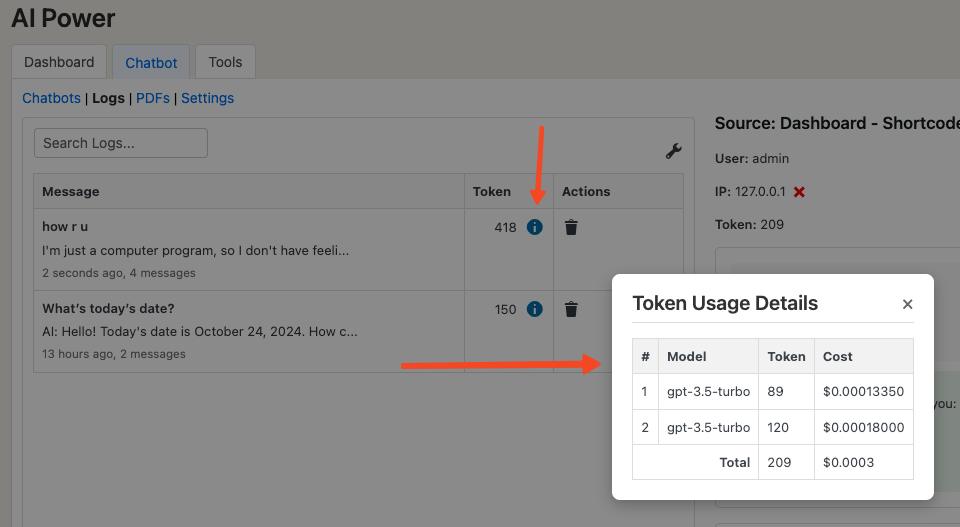 AI Power
Dashboard Chatbot Tools
Chatbots | Logs | PDFs | Settings
Search Logs...
Message Token Actions
how r u 418
I'm just a computer program, so I don't have feeli...
2 seconds ago, 4 messages
What's today's date? 150
AI: Hello! Today's date is October 24, 2024. How c...
13 hours ago, 2 messages
Source: Dashboard - Shortcode
User: admin
IP: 127.0.0.1
Token: 209
you:
Token Usage Details
# Model Token Cost
1 gpt-3.5-turbo 89 $0.00013350
2 gpt-3.5-turbo 120 $0.00018000
Total 209 $0.0003